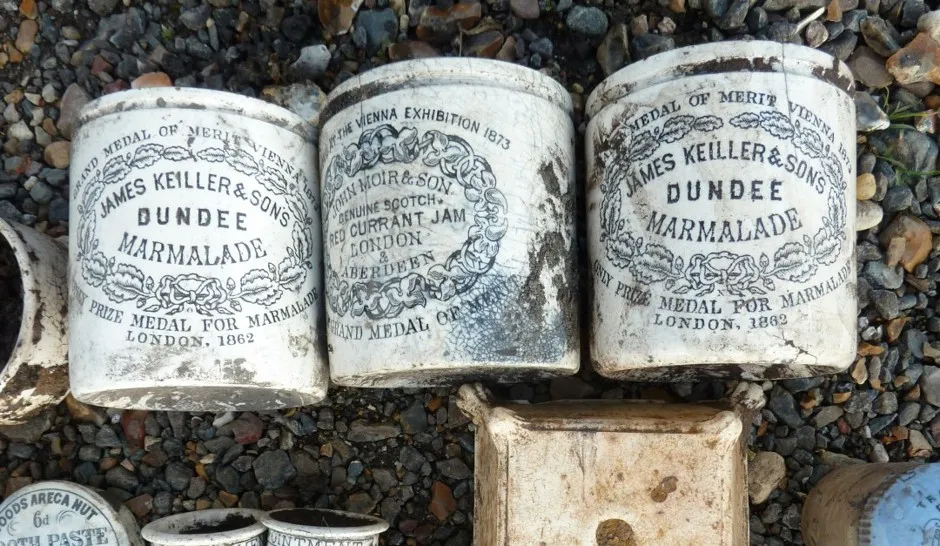 GRAND MEDAL OF MERIT VIENNA
JAMES KEILLER & SONS
DUNDEE
MARMALADE
ONLY PRIZE MEDAL FOR MARMALADE
LONDON, 1862
THE VIENNA EXHIBITION 1873
JOHN MOIR & SON.
GENUINE SCOTCH
RED CURRANT JAM
LONDON
&
ABERDEEN
GRAND MEDAL OF
MEDAL OF MERIT VIENNA
JAMES KEILLER & SONS
DUNDEE
MARMALADE
ONLY PRIZE MEDAL FOR MARMALADE
LONDON, 1862
WOODS ARECA NUT
6d
TOOTH PASTE
OINTMENT